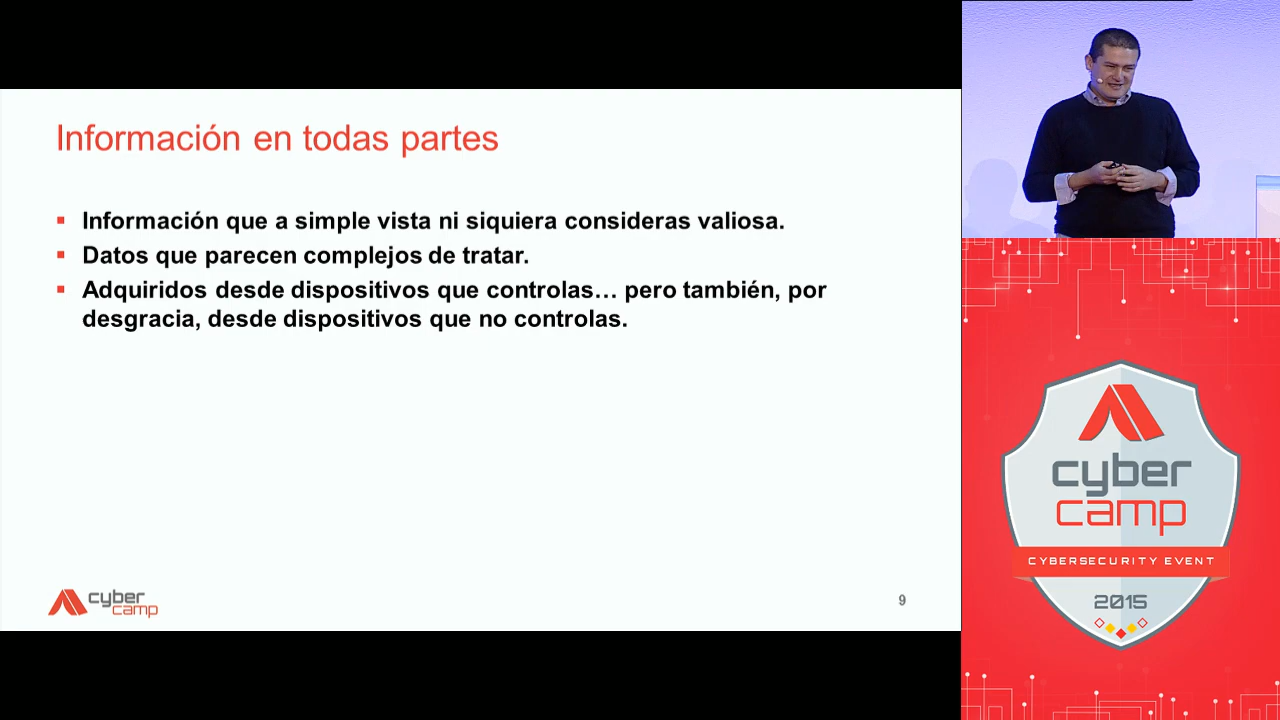 Información en todas partes
▪ Información que a simple vista ni siquiera consideras valiosa.
▪ Datos que parecen complejos de tratar.
▪ Adquiridos desde dispositivos que controlas… pero también, por
desgracia, desde dispositivos que no controlas.
cyber
camp
9
cyber
camp
CYBERSECURITY EVENT
2015